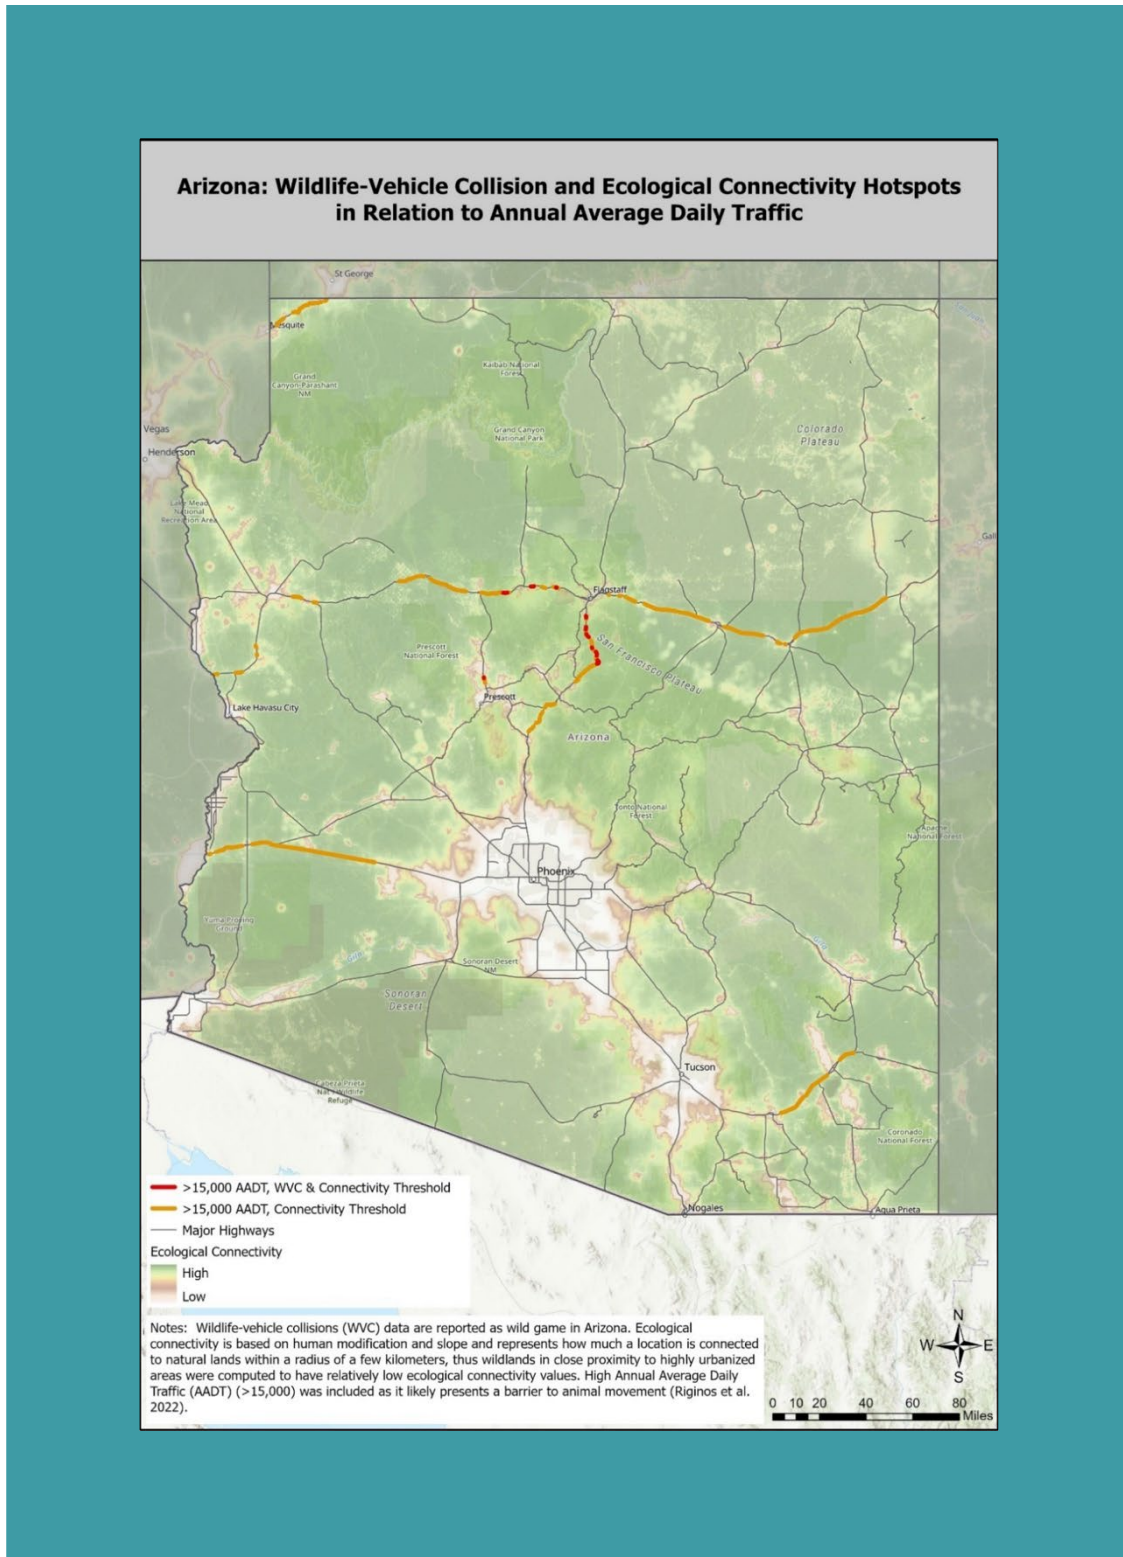 Arizona: Wildlife-Vehicle Collision and Ecological Connectivity Hotspots
in Relation to Annual Average Daily Traffic
St George
Mesquite
Kaibab National
Forest
Grand
Canyon-Parashant
NM
Grand Canyon
National Park
Colorado
Plateau
Vegas
Henderson
Lake Mead
National
Recreation Area
Gall
Flagstaff
San Francisco Plateau
Prescott
National Forest
Prescott
Lake Havasu City
Arizona
Tonto National
Forest
Apache
National Forest
Phoenix
Yuma Proving
Ground
Gila
Gila
Sonoran Desert
NM
Sonoran
Desert
Tucson
Cabeza Prieta
Nat'l Wildlife
Refuge
Coronado
National Forest
Nogales
Agua Prieta
>15,000 AADT, WVC & Connectivity Threshold
>15,000 AADT, Connectivity Threshold
Major Highways
Ecological Connectivity
High
Low
Notes: Wildlife-vehicle collisions (WVC) data are reported as wild game in Arizona. Ecological
connectivity is based on human modification and slope and represents how much a location is connected
to natural lands within a radius of a few kilometers, thus wildlands in close proximity to highly urbanized
areas were computed to have relatively low ecological connectivity values. High Annual Average Daily
Traffic (AADT) (>15,000) was included as it likely presents a barrier to animal movement (Riginos et al.
2022).
N
W E
S
0 10 20 40 60 80
Miles